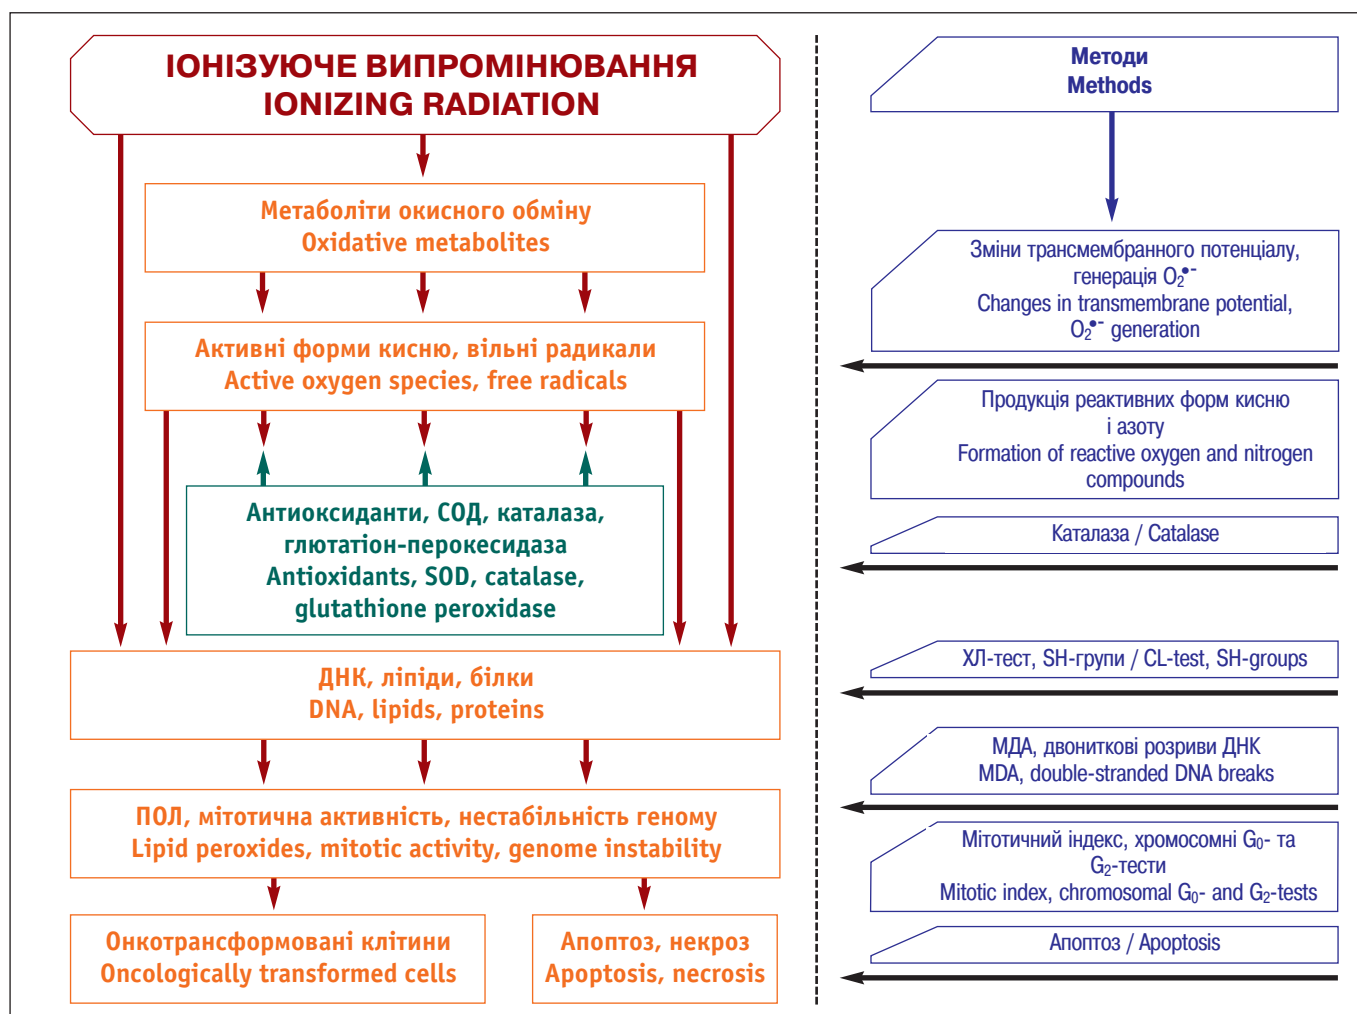 ІОНІЗУЮЧЕ ВИПРОМІНЮВАННЯ
IONIZING RADIATION
Метаболіти окисного обміну
Oxidative metabolites
Активні форми кисню, вільні радикали
Active oxygen species, free radicals
Антиоксиданти, СОД, каталаза,
глютатіон-перокесидаза
Antioxidants, SOD, catalase,
glutathione peroxidase
ДНК, ліпіди, білки
DNA, lipids, proteins
ПОЛ, мітотична активність, нестабільність геному
Lipid peroxides, mitotic activity, genome instability
Онкотрансформовані клітини
Oncologically transformed cells
Апоптоз, некроз
Apoptosis, necrosis
Методи
Methods
Зміни трансмембранного потенціалу,
генерація O₂•-
Changes in transmembrane potential,
O₂•- generation
Продукція реактивних форм кисню
і азоту
Formation of reactive oxygen and nitrogen
compounds
Каталаза / Catalase
ХЛ-тест, SH-групи / CL-test, SH-groups
МДА, двониткові розриви ДНК
MDA, double-stranded DNA breaks
Мітотичний індекс, хромосомні G₀- та
G₂-тести
Mitotic index, chromosomal G₀- and G₂-tests
Апоптоз / Apoptosis